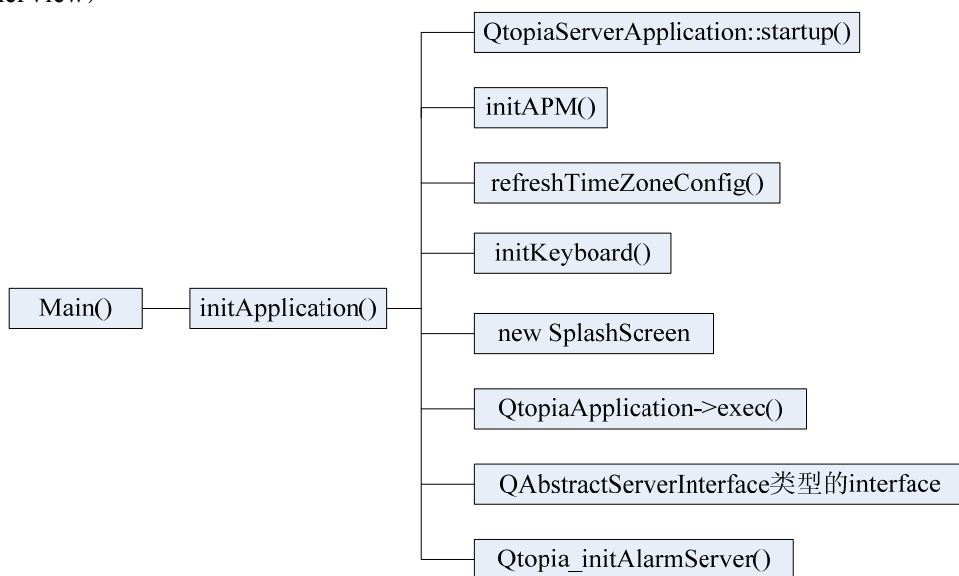 QtopiaServerApplication::startup()
initAPM()
refreshTimeZoneConfig()
initKeyboard()
Main()
initApplication()
new SplashScreen
QtopiaApplication->exec()
QAbstractServerInterface类型的interface
Qtopia_initAlarmServer()